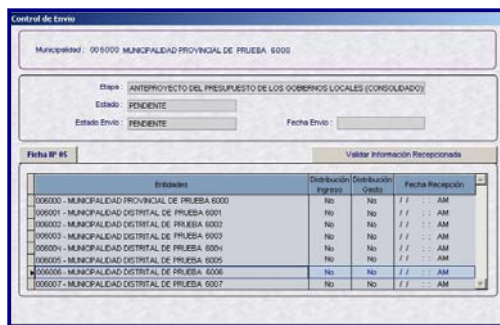 Control de Envio
Municipalidad : 006000 MUNICIPALIDAD PROVINCIAL DE PRUEBA 6000
Etapa : ANTEPROYECTO DEL PRESUPUESTO DE LOS GOBIERNOS LOCALES (CONSOLIDADO)
Estado : PENDIENTE
Estado Envio : PENDIENTE Fecha Envio :
Ficha Nº 05 Validar Información Recepcionada
Entidades Distribución Ingreso Distribución Gasto Fecha Recepción
006000 - MUNICIPALIDAD PROVINCIAL DE PRUEBA 6000 No No / / : : AM
006001 - MUNICIPALIDAD DISTRITAL DE PRUEBA 6001 No No / / : : AM
006002 - MUNICIPALIDAD DISTRITAL DE PRUEBA 6002 No No / / : : AM
006003 - MUNICIPALIDAD DISTRITAL DE PRUEBA 6003 No No / / : : AM
006004 - MUNICIPALIDAD DISTRITAL DE PRUEBA 6004 No No / / : : AM
006005 - MUNICIPALIDAD DISTRITAL DE PRUEBA 6005 No No / / : : AM
006006 - MUNICIPALIDAD DISTRITAL DE PRUEBA 6006 No No / / : : AM
006007 - MUNICIPALIDAD DISTRITAL DE PRUEBA 6007 No No / / : : AM